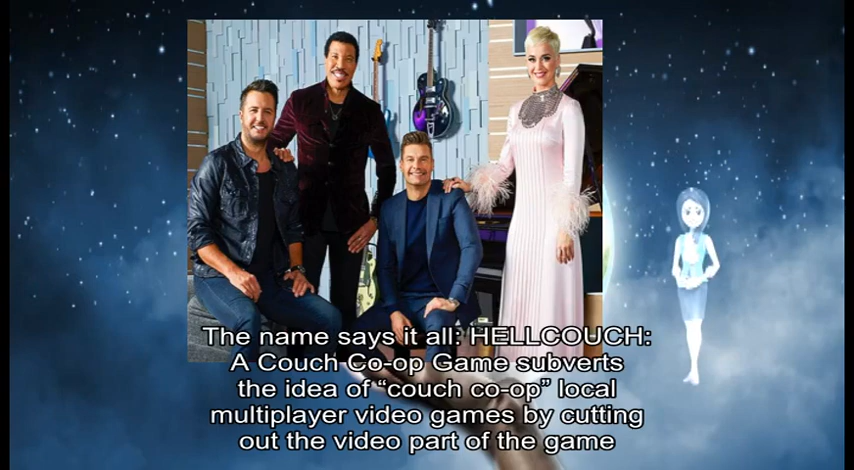 The name says it all: HELLCOUCH:
A Couch Co-op Game subverts
the idea of “couch co-op” local
multiplayer video games by cutting
out the video part of the game